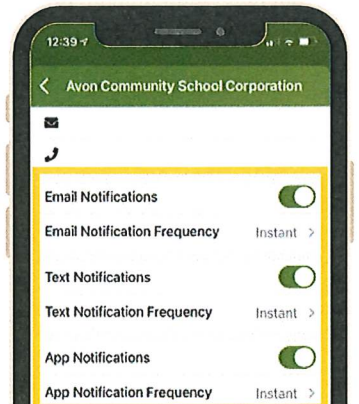 12:39
Avon Community School Corporation
Email Notifications
Email Notification Frequency Instant >
Text Notifications
Text Notification Frequency Instant >
App Notifications
App Notification Frequency Instant >